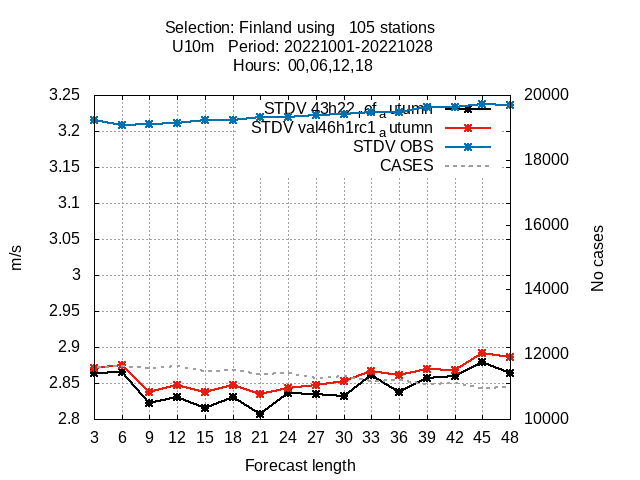 Selection: Finland using 105 stations
U10m Period: 20221001-20221028
Hours: 00,06,12,18
STDV 43h22_ef_autumn
STDV val46h1rc1_autumn
STDV OBS
CASES
3.25
3.2
3.15
3.1
3.05
3
2.95
2.9
2.85
2.8
m/s
20000
18000
16000
14000
12000
10000
No cases
3 6 9 12 15 18 21 24 27 30 33 36 39 42 45 48
Forecast length